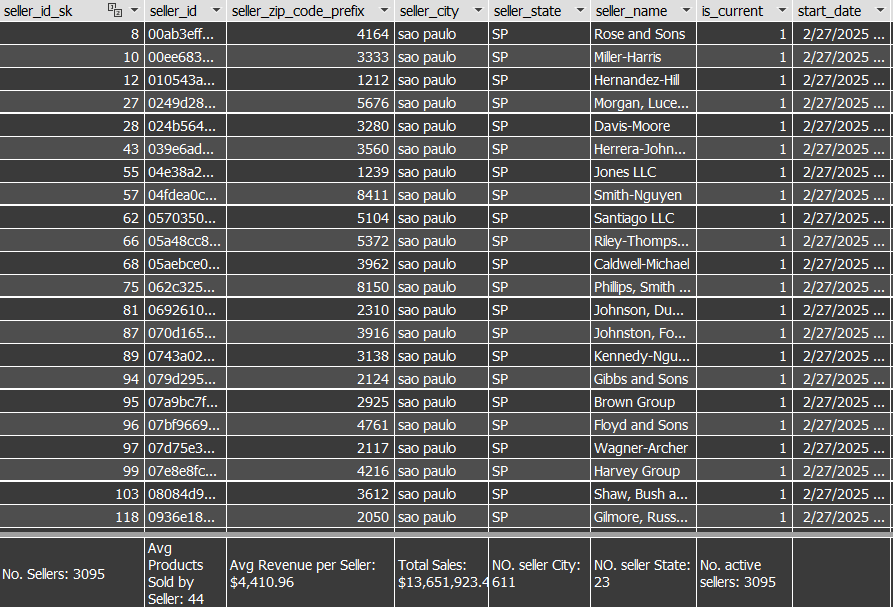 seller_id_sk seller_id seller_zip_code_prefix seller_city seller_state seller_name is_current start_date
8 00ab3eff... 4164 sao paulo SP Rose and Sons 1 2/27/2025 ...
10 00ee683... 3333 sao paulo SP Miller-Harris 1 2/27/2025 ...
12 010543a... 1212 sao paulo SP Hernandez-Hill 1 2/27/2025 ...
27 0249d28... 5676 sao paulo SP Morgan, Luce... 1 2/27/2025 ...
28 024b564... 3280 sao paulo SP Davis-Moore 1 2/27/2025 ...
43 039e6ad... 3560 sao paulo SP Herrera-John... 1 2/27/2025 ...
55 04e38a2... 1239 sao paulo SP Jones LLC 1 2/27/2025 ...
57 04fdea0c... 8411 sao paulo SP Smith-Nguyen 1 2/27/2025 ...
62 0570350... 5104 sao paulo SP Santiago LLC 1 2/27/2025 ...
66 05a48cc8... 5372 sao paulo SP Riley-Thomps... 1 2/27/2025 ...
68 05aebce0... 3962 sao paulo SP Caldwell-Michael 1 2/27/2025 ...
75 062c325... 8150 sao paulo SP Phillips, Smith ... 1 2/27/2025 ...
81 0692610... 2310 sao paulo SP Johnson, Du... 1 2/27/2025 ...
87 070d165... 3916 sao paulo SP Johnston, Fo... 1 2/27/2025 ...
89 0743a02... 3138 sao paulo SP Kennedy-Ngu... 1 2/27/2025 ...
94 079d295... 2124 sao paulo SP Gibbs and Sons 1 2/27/2025 ...
95 07a9bc7f... 2925 sao paulo SP Brown Group 1 2/27/2025 ...
96 07bf9669... 4761 sao paulo SP Floyd and Sons 1 2/27/2025 ...
97 07d75e3... 2117 sao paulo SP Wagner-Archer 1 2/27/2025 ...
99 07e8e8fc... 4216 sao paulo SP Harvey Group 1 2/27/2025 ...
103 08084d9... 3612 sao paulo SP Shaw, Bush a... 1 2/27/2025 ...
118 0936e18... 2050 sao paulo SP Gilmore, Russ... 1 2/27/2025 ...
No. Sellers: 3095
Avg
Products
Sold by
Seller: 44
Avg Revenue per Seller:
$4,410.96
Total Sales:
$13,651,923.4
NO. seller City:
611
NO. seller State:
23
No. active
sellers: 3095